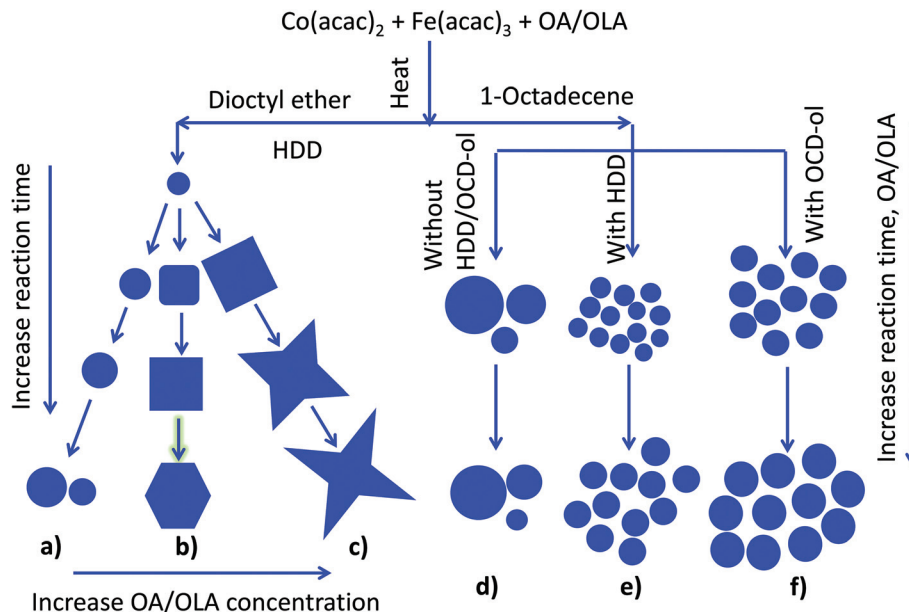 Co(acac)₂ + Fe(acac)₃ + OA/OLA
Heat
Dioctyl ether
1-Octadecene
HDD
Increase reaction time
Without
HDD/OCD-ol
With HDD
With OCD-ol
Increase reaction time, OA/OLA
a)
b)
c)
d)
e)
f)
Increase OA/OLA concentration